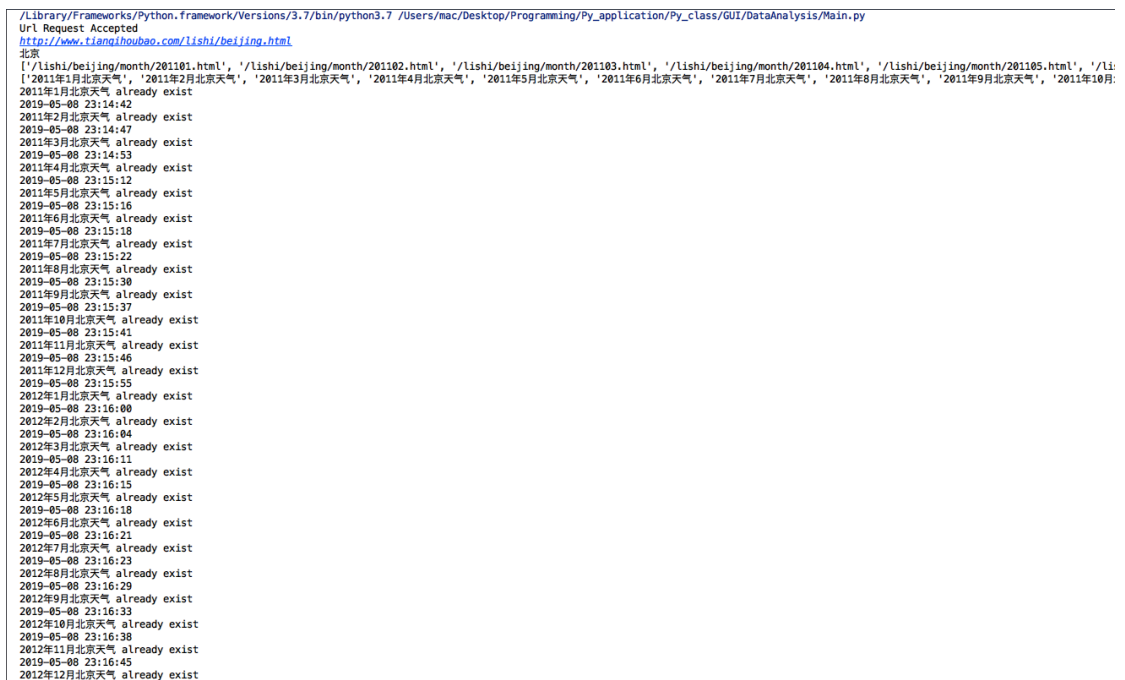 /Library/Frameworks/Python.framework/Versions/3.7/bin/python3.7 /Users/mac/Desktop/Programming/Py_application/Py_class/GUI/DataAnalysis/Main.py
Url Request Accepted
http://www.tianqihoubao.com/lishi/beijing.html
北京
['/lishi/beijing/month/201101.html', '/lishi/beijing/month/201102.html', '/lishi/beijing/month/201103.html', '/lishi/beijing/month/201104.html', '/lishi/beijing/month/201105.html', '/li
['2011年1月北京天气', '2011年2月北京天气', '2011年3月北京天气', '2011年4月北京天气', '2011年5月北京天气', '2011年6月北京天气', '2011年7月北京天气', '2011年8月北京天气', '2011年9月北京天气', '2011年10月
2011年1月北京天气 already exist
2019-05-08 23:14:42
2011年2月北京天气 already exist
2019-05-08 23:14:47
2011年3月北京天气 already exist
2019-05-08 23:14:53
2011年4月北京天气 already exist
2019-05-08 23:15:12
2011年5月北京天气 already exist
2019-05-08 23:15:16
2011年6月北京天气 already exist
2019-05-08 23:15:18
2011年7月北京天气 already exist
2019-05-08 23:15:22
2011年8月北京天气 already exist
2019-05-08 23:15:30
2011年9月北京天气 already exist
2019-05-08 23:15:37
2011年10月北京天气 already exist
2019-05-08 23:15:41
2011年11月北京天气 already exist
2019-05-08 23:15:46
2011年12月北京天气 already exist
2019-05-08 23:15:55
2012年1月北京天气 already exist
2019-05-08 23:16:00
2012年2月北京天气 already exist
2019-05-08 23:16:04
2012年3月北京天气 already exist
2019-05-08 23:16:11
2012年4月北京天气 already exist
2019-05-08 23:16:15
2012年5月北京天气 already exist
2019-05-08 23:16:18
2012年6月北京天气 already exist
2019-05-08 23:16:21
2012年7月北京天气 already exist
2019-05-08 23:16:23
2012年8月北京天气 already exist
2019-05-08 23:16:29
2012年9月北京天气 already exist
2019-05-08 23:16:33
2012年10月北京天气 already exist
2019-05-08 23:16:38
2012年11月北京天气 already exist
2019-05-08 23:16:45
2012年12月北京天气 already exist